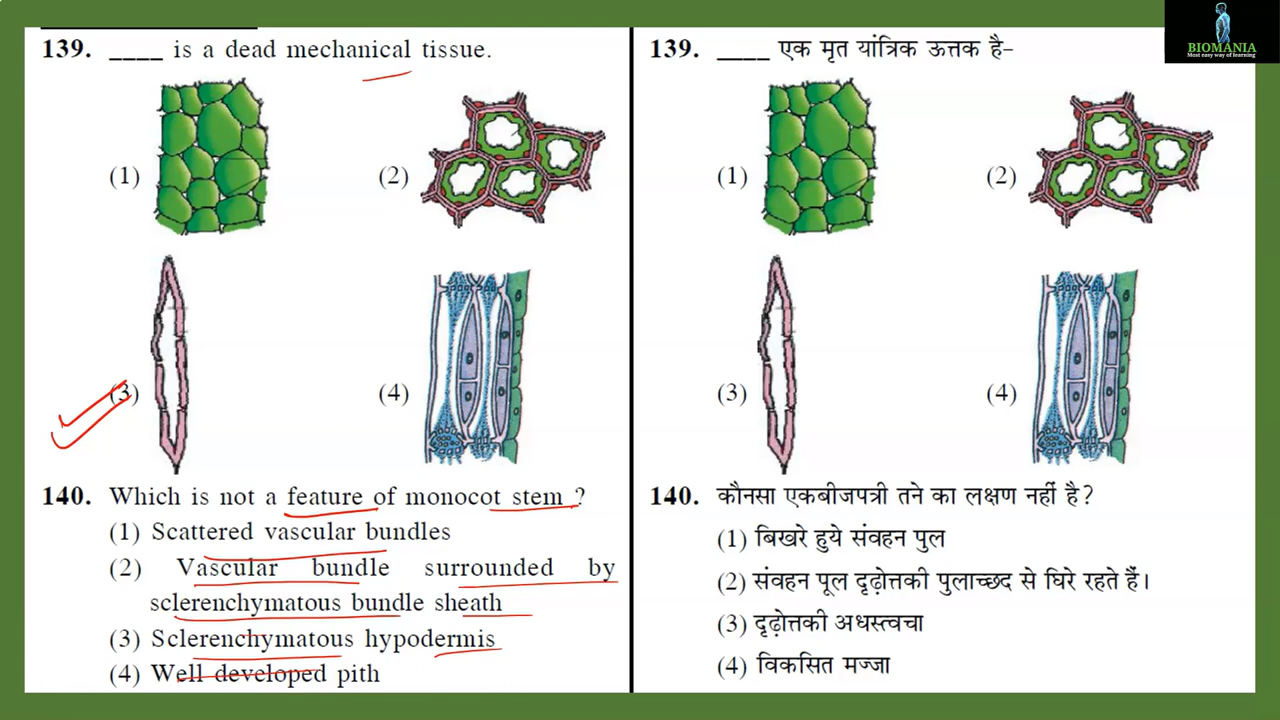 BIOMANIA
Most easy way of learning
139. ____ is a dead mechanical tissue.
(1)
(2)
(3)
(4)
140. Which is not a feature of monocot stem ?
(1) Scattered vascular bundles
(2) Vascular bundle surrounded by
sclerenchymatous bundle sheath
(3) Sclerenchymatous hypodermis
(4) Well developed pith
139. ____ एक मृत यांत्रिक ऊत्तक है–
(1)
(2)
(3)
(4)
140. कौनसा एकबीजपत्री तने का लक्षण नहीं है?
(1) बिखरे हुये संवहन पुल
(2) संवहन पूल दृढ़ोत्तकी पुलाच्छद से घिरे रहते हैं।
(3) दृढ़ोत्तकी अधस्त्वचा
(4) विकसित मज्जा